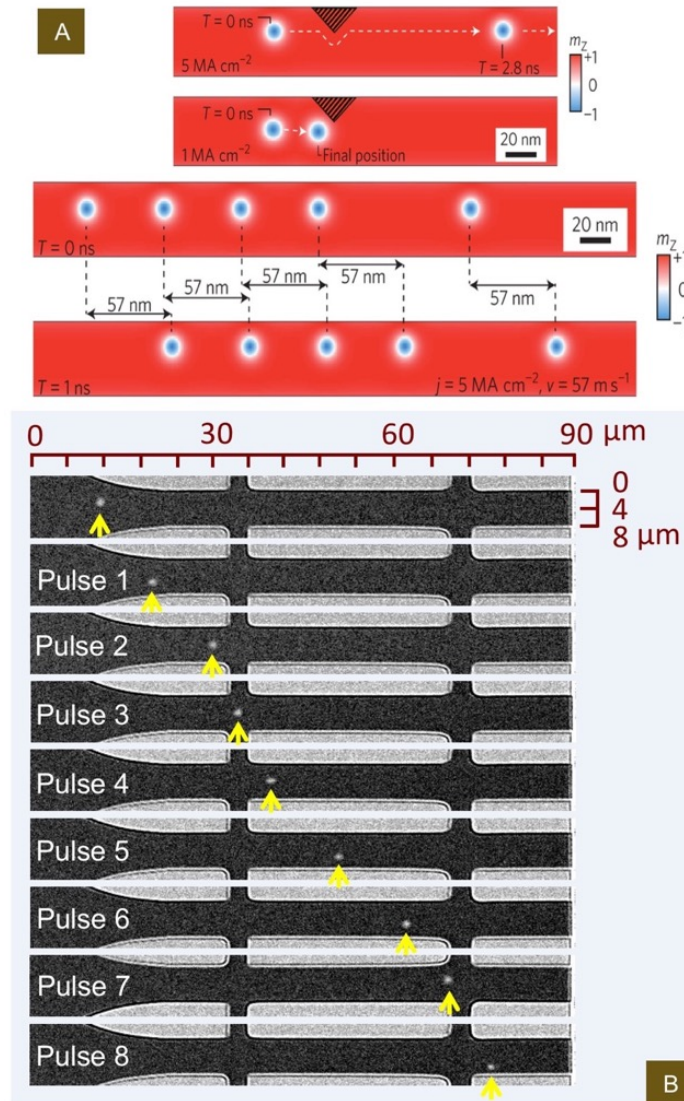 A
T = 0 ns
5 MA cm⁻²
T = 2.8 ns
m_z
+1
0
−1
T = 0 ns
1 MA cm⁻²
Final position
20 nm
T = 0 ns
20 nm
57 nm
57 nm
57 nm
57 nm
57 nm
m_z
0
T = 1 ns
j = 5 MA cm⁻², v = 57 m s⁻¹
0 30 60 90 μm
0
4
8 μm
Pulse 1
Pulse 2
Pulse 3
Pulse 4
Pulse 5
Pulse 6
Pulse 7
Pulse 8
B